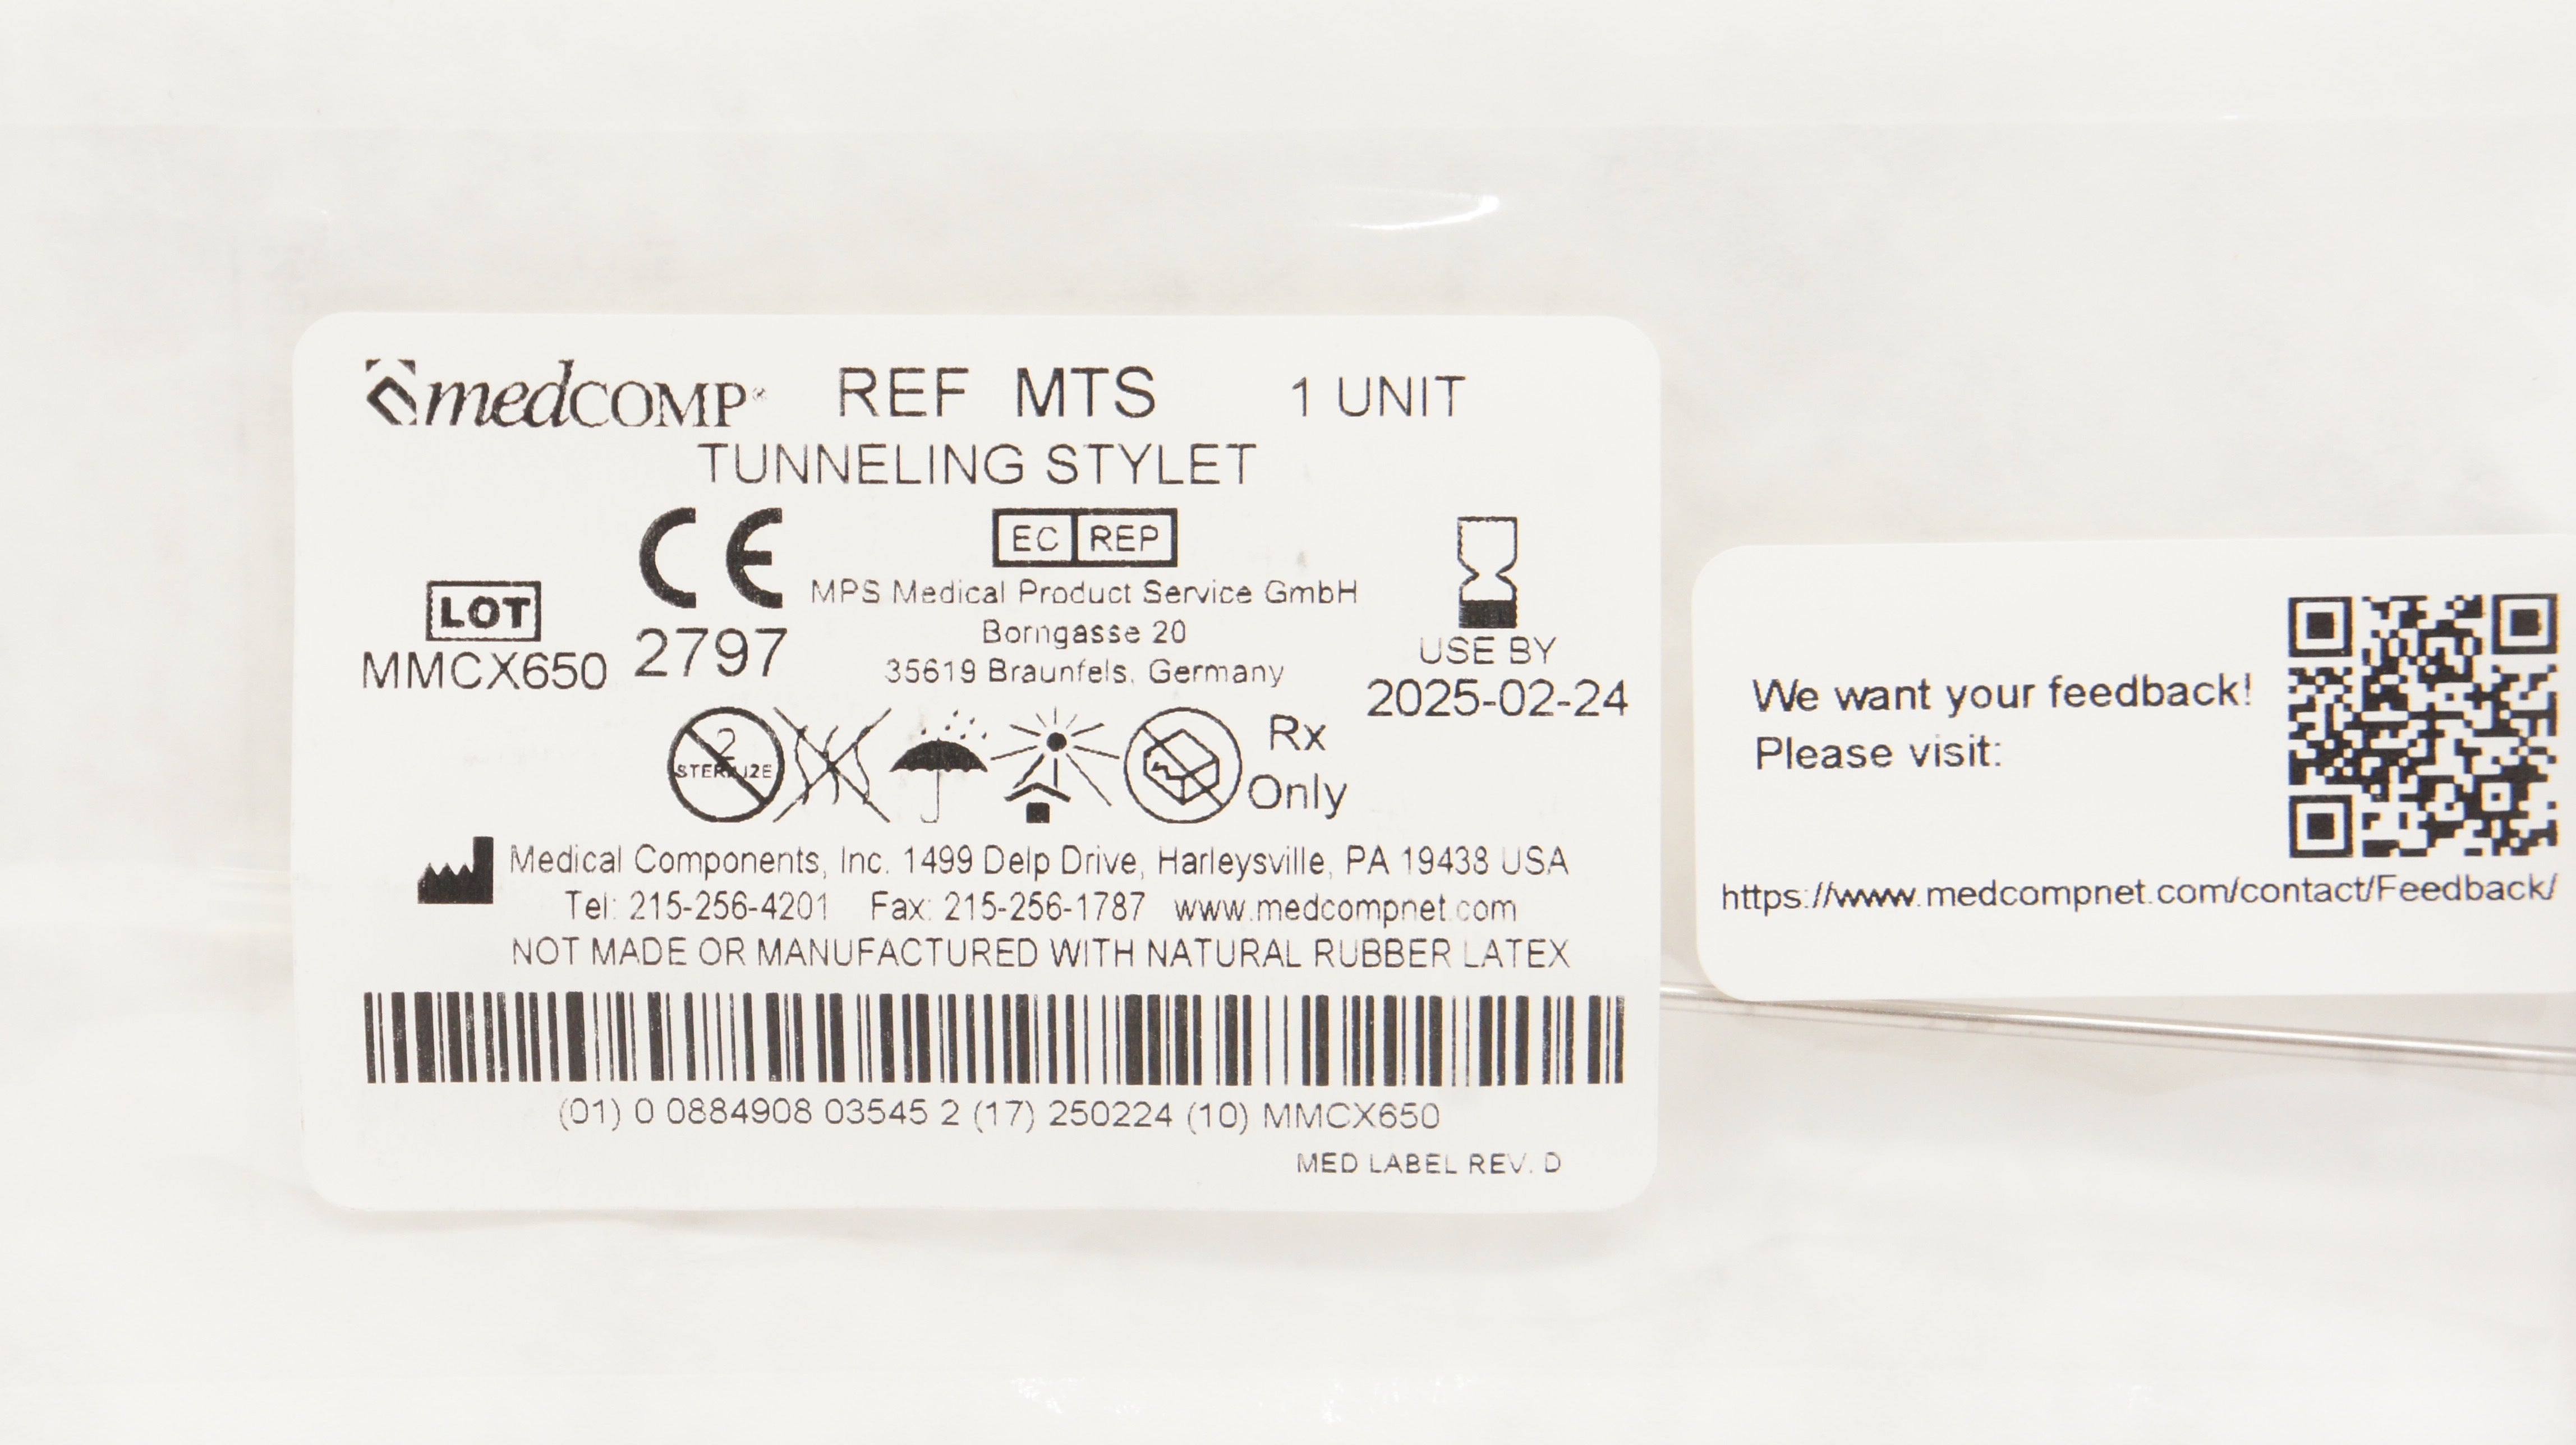 medCOMP® REF MTS 1 UNIT
TUNNELING STYLET
CE
2797
LOT
MMCX650
EC REP
MPS Medical Product Service GmbH
Borngasse 20
35619 Braunfels, Germany
USE BY
2025-02-24
2
STERILIZE
Rx
Only
Medical Components, Inc. 1499 Delp Drive, Harleysville, PA 19438 USA
Tel: 215-256-4201 Fax: 215-256-1787 www.medcompnet.com
NOT MADE OR MANUFACTURED WITH NATURAL RUBBER LATEX
(01) 0 0884908 03545 2 (17) 250224 (10) MMCX650
MED LABEL REV. D
We want your feedback!
Please visit:
https://www.medcompnet.com/contact/Feedback/